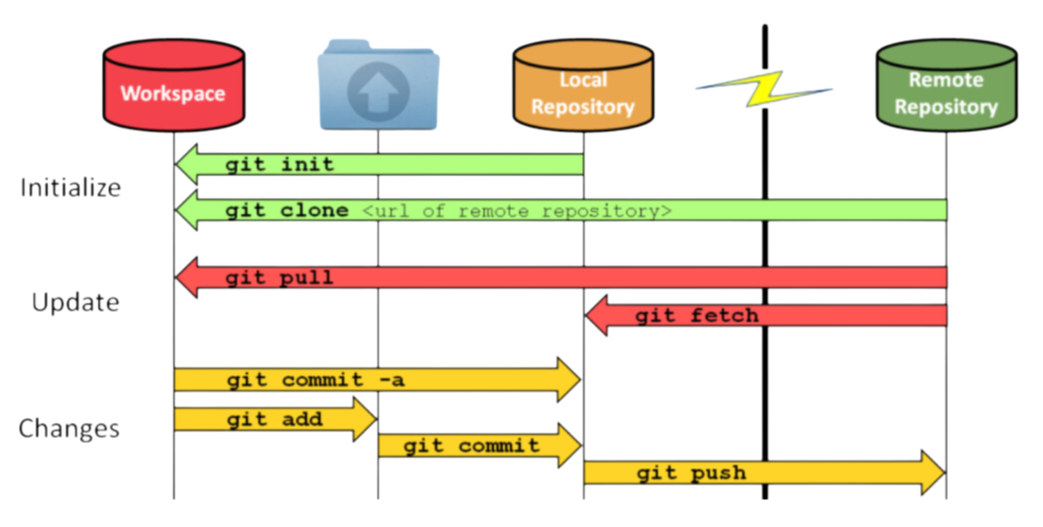 Workspace
Local
Repository
Remote
Repository
Initialize
git init
git clone <url of remote repository>
Update
git pull
git fetch
Changes
git commit -a
git add
git commit
git push